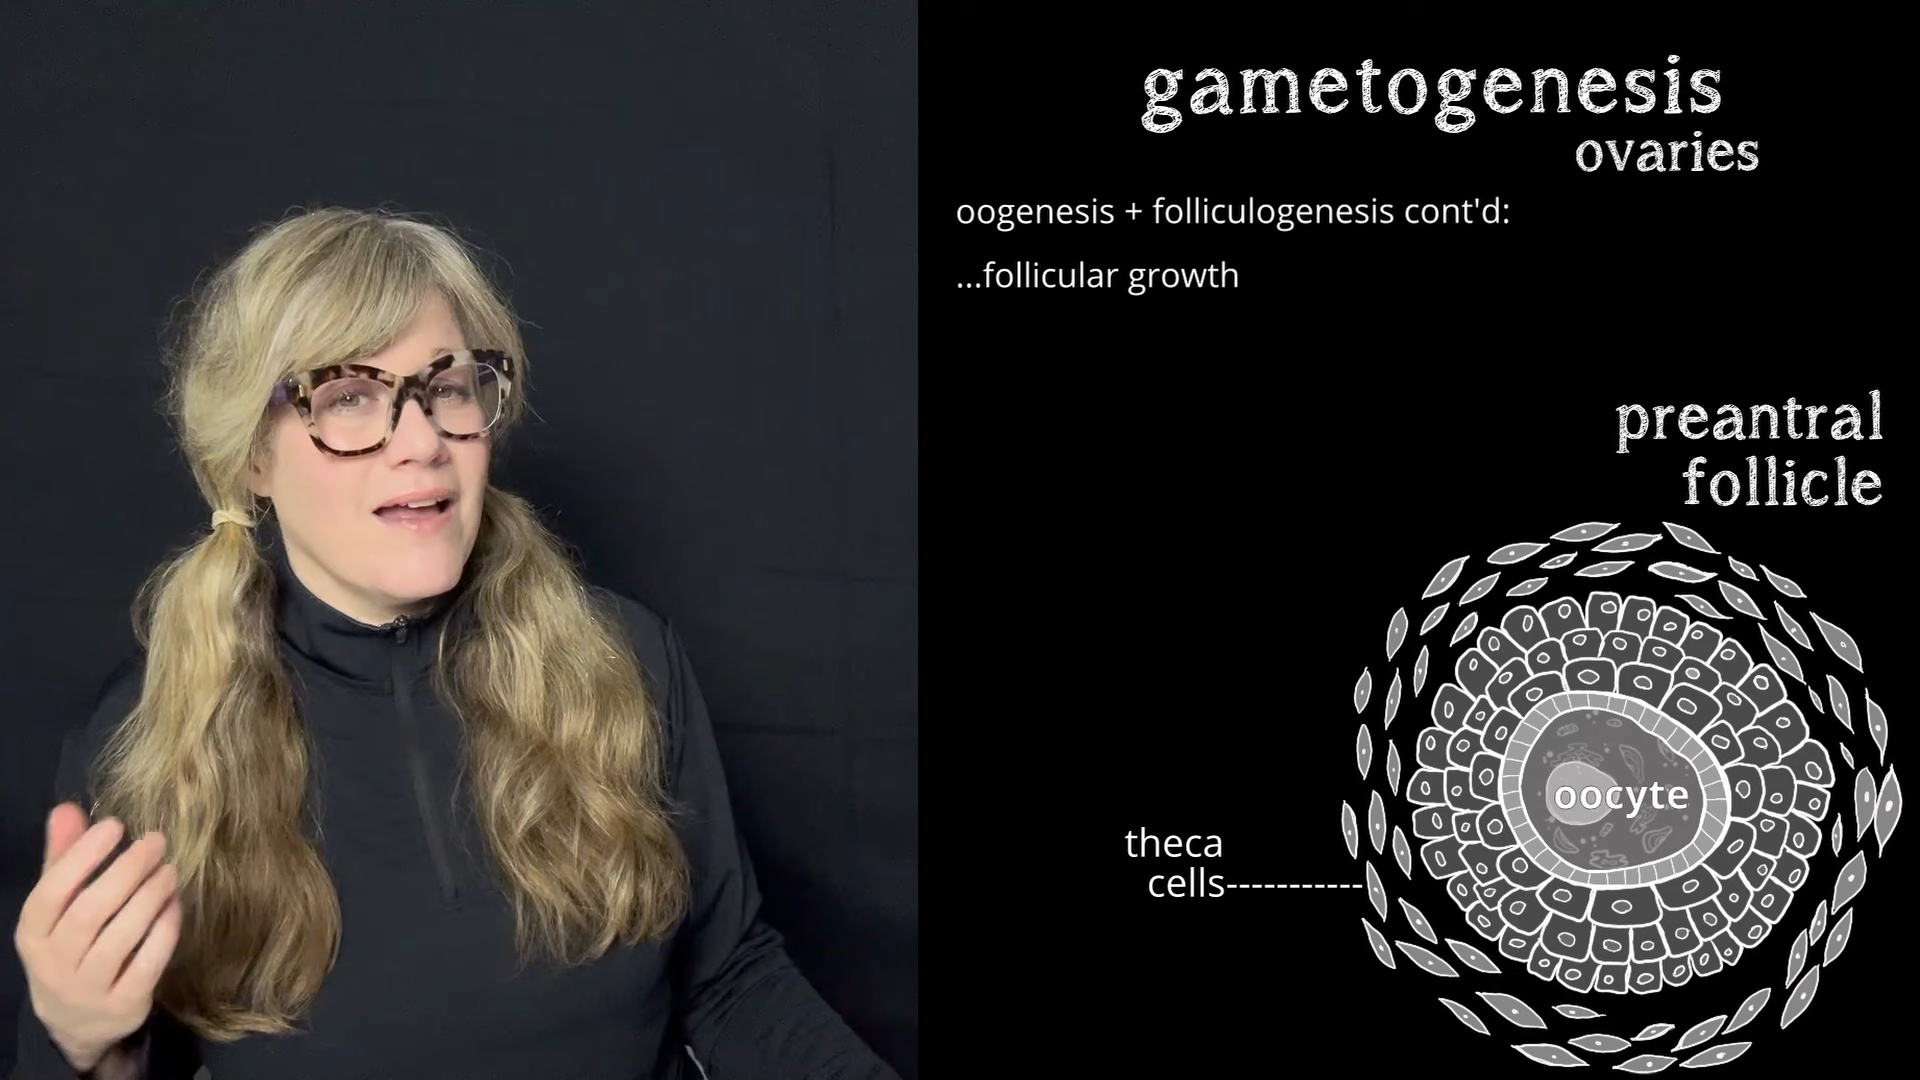 gametogenesis
ovaries
oogenesis + folliculogenesis cont'd:
...follicular growth
preantral
follicle
oocyte
theca
cells-----------